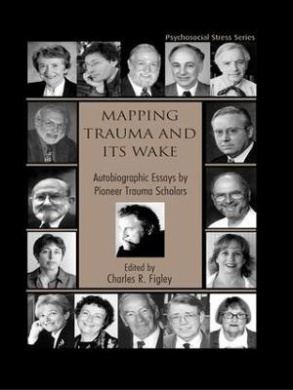 Psychosocial Stress Series
MAPPING
TRAUMA AND
ITS WAKE
Autobiographic Essays by
Pioneer Trauma Scholars
Edited by
Charles R. Figley